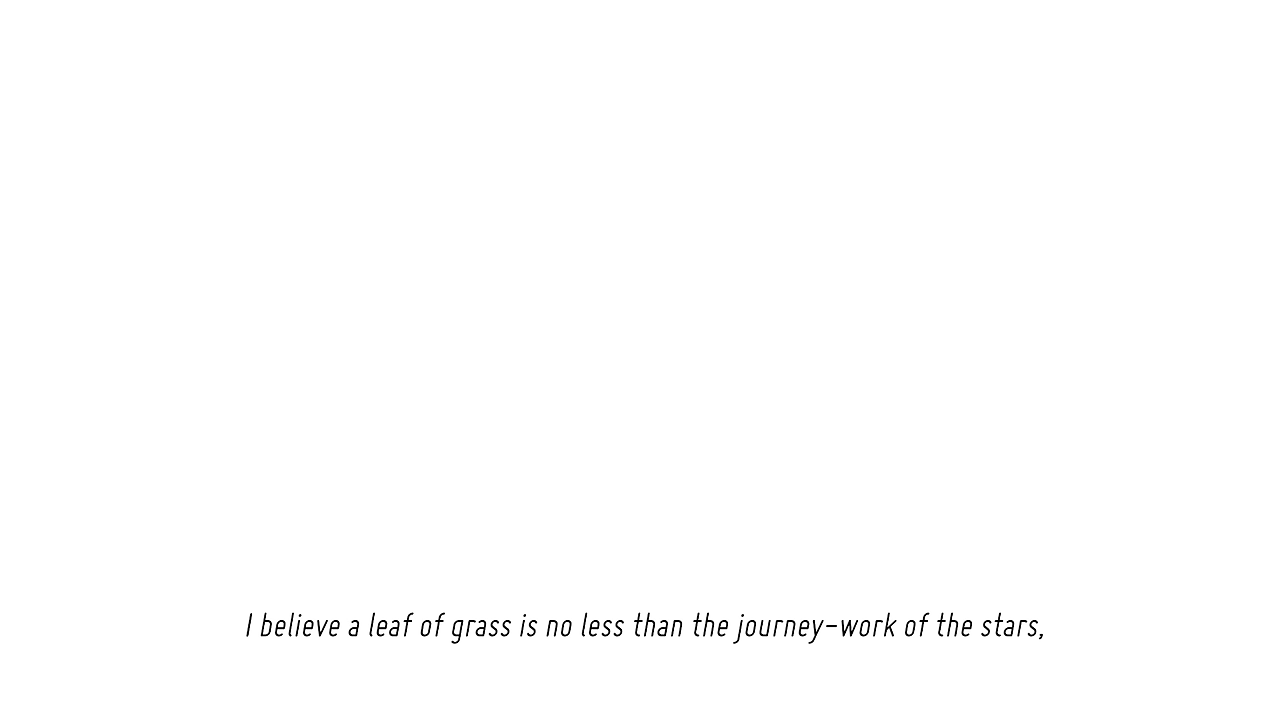 I believe a leaf of grass is no less than the journey-work of the stars,